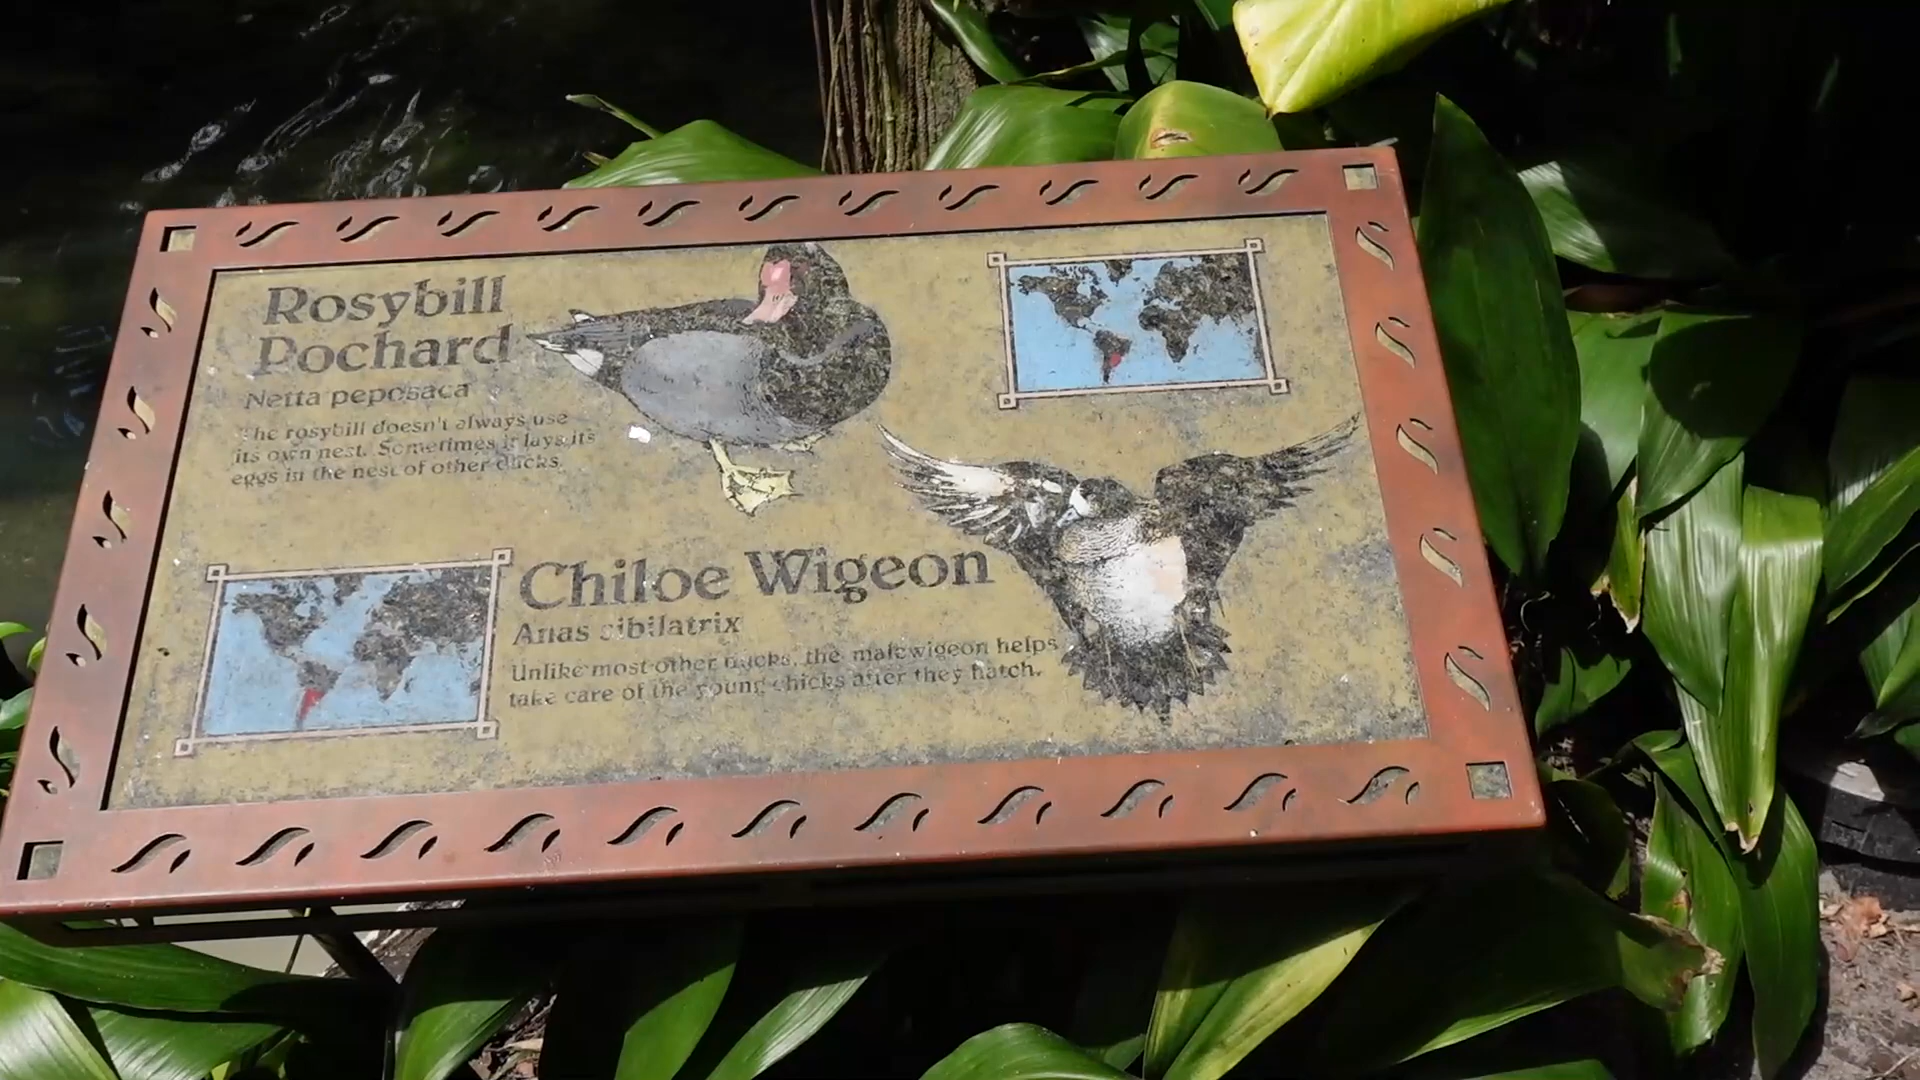 Rosybill
Pochard
Netta peposaca
The rosybill doesn't always use
its own nest. Sometimes it lays its
eggs in the nest of other ducks.
Chiloe Wigeon
Anas sibilatrix
Unlike most other ducks, the male wigeon helps
take care of the young chicks after they hatch.